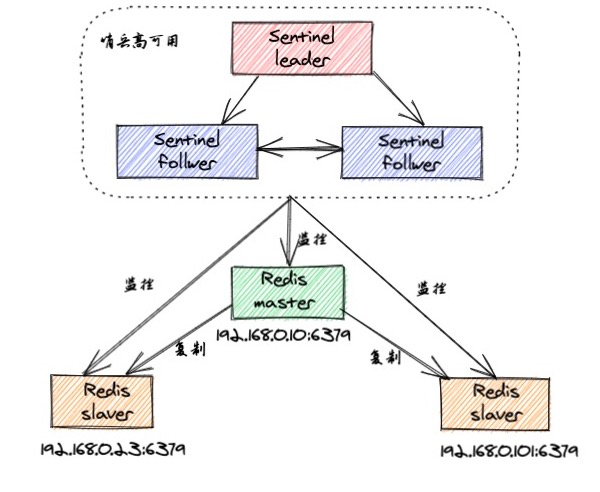 哨兵高可用
Sentinel
leader
Sentinel
follwer
Sentinel
follwer
监控
监控
监控
Redis
master
192.168.0.10:6379
复制
复制
Redis
slaver
192.168.0.23:6379
Redis
slaver
192.168.0.101:6379